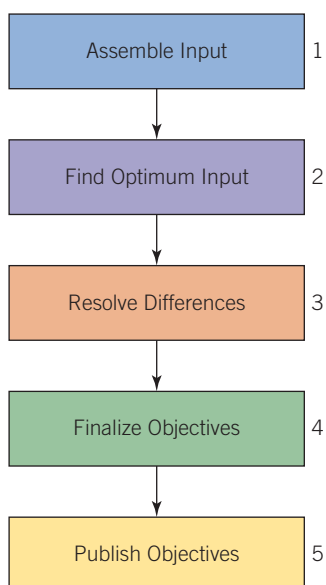 Assemble Input 1
Find Optimum Input 2
Resolve Differences 3
Finalize Objectives 4
Publish Objectives 5